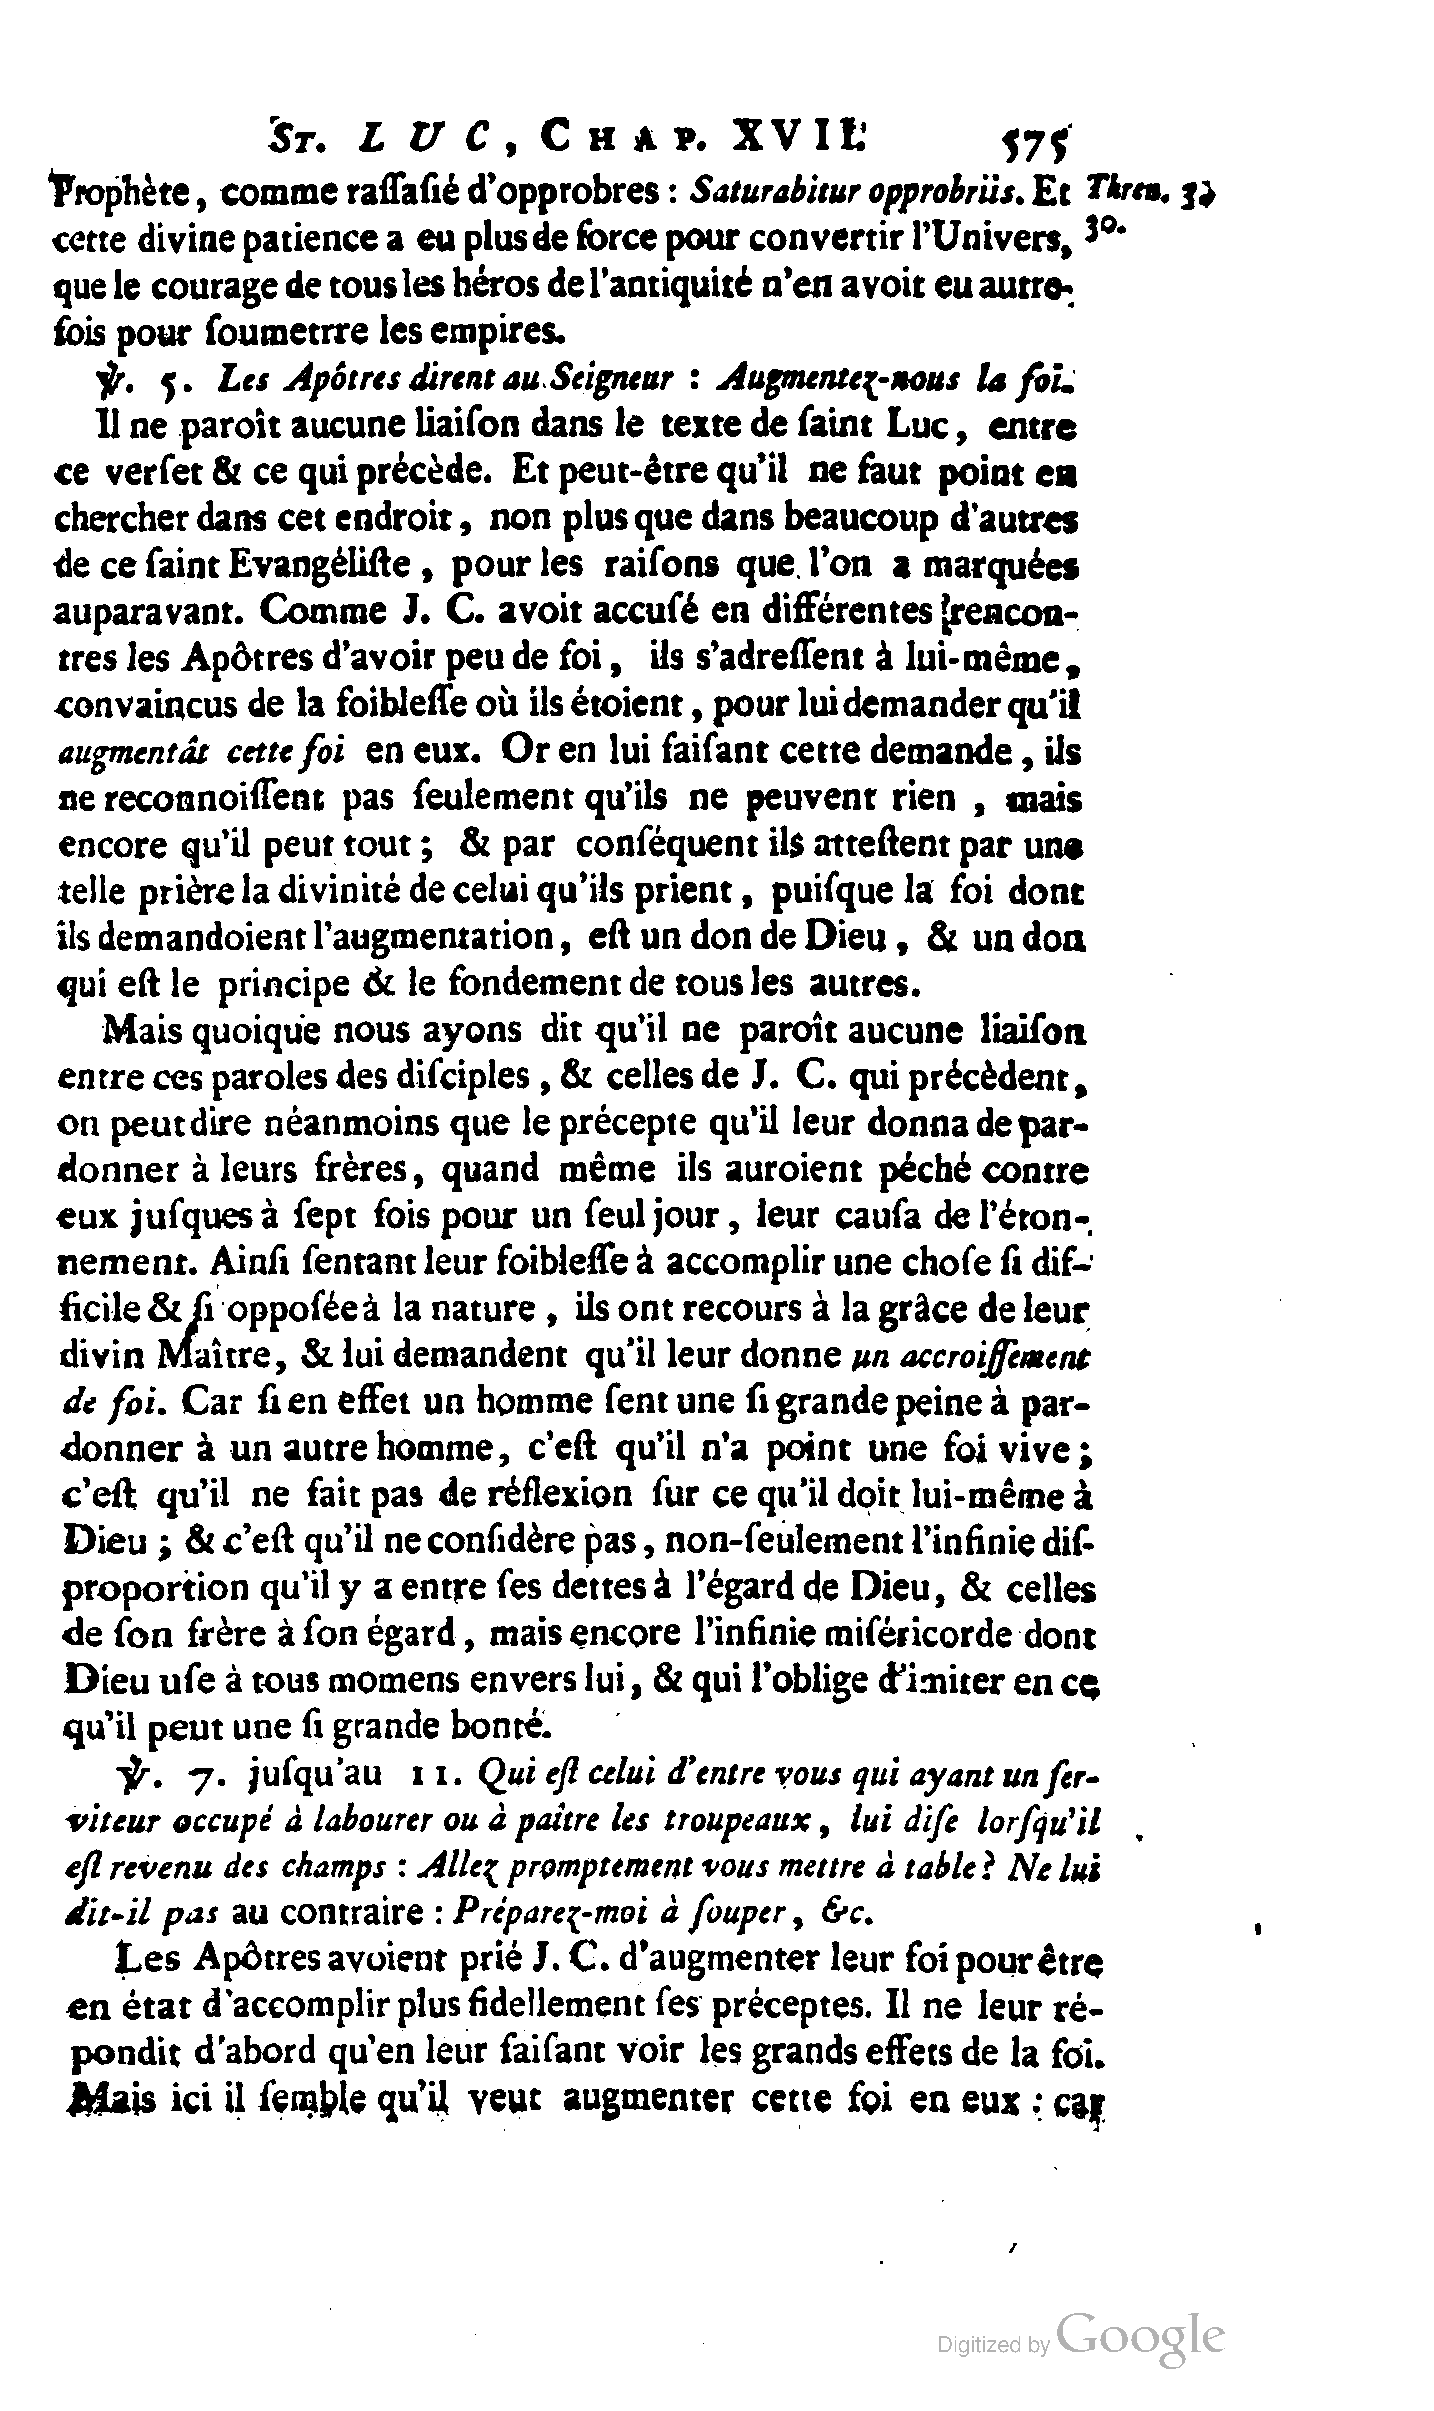 ST. LUC, CHAP. XVII. 575
Prophète, comme raſſaſié d'opprobres : Saturabitur opprobriis. Et Thren. 3.
cette divine patience a eu plus de force pour convertir l'Univers, 30.
que le courage de tous les héros de l'antiquité n'en avoit eu autre-
fois pour ſoumettre les empires.
℣. 5. Les Apôtres dirent au Seigneur : Augmentez-nous la foi.
Il ne paroît aucune liaiſon dans le texte de ſaint Luc, entre
ce verſet & ce qui précède. Et peut-être qu'il ne faut point en
chercher dans cet endroit, non plus que dans beaucoup d'autres
de ce ſaint Evangéliſte, pour les raiſons que l'on a marquées
auparavant. Comme J. C. avoit accuſé en différentes rencon-
tres les Apôtres d'avoir peu de foi, ils s'adreſſent à lui-même,
convaincus de la foibleſſe où ils étoient, pour lui demander qu'il
augmentât cette foi en eux. Or en lui faiſant cette demande, ils
ne reconnoiſſent pas ſeulement qu'ils ne peuvent rien, mais
encore qu'il peut tout ; & par conſéquent ils atteſtent par une
telle prière la divinité de celui qu'ils prient, puiſque la foi dont
ils demandoient l'augmentation, eſt un don de Dieu, & un don
qui eſt le principe & le fondement de tous les autres.
Mais quoique nous ayons dit qu'il ne paroît aucune liaiſon
entre ces paroles des diſciples, & celles de J. C. qui précèdent,
on peut dire néanmoins que le précepte qu'il leur donna de par-
donner à leurs frères, quand même ils auroient péché contre
eux juſques à ſept fois pour un ſeul jour, leur cauſa de l'éton-
nement. Ainſi ſentant leur foibleſſe à accomplir une choſe ſi dif-
ficile & ſi oppoſée à la nature, ils ont recours à la grâce de leur
divin Maître, & lui demandent qu'il leur donne un accroiſſement
de foi. Car ſi en effet un homme ſent une ſi grande peine à par-
donner à un autre homme, c'eſt qu'il n'a point une foi vive ;
c'eſt qu'il ne fait pas de réflexion ſur ce qu'il doit lui-même à
Dieu ; & c'eſt qu'il ne conſidère pas, non-ſeulement l'infinie diſ-
proportion qu'il y a entre ſes dettes à l'égard de Dieu, & celles
de ſon frère à ſon égard, mais encore l'infinie miſéricorde dont
Dieu uſe à tous momens envers lui, & qui l'oblige d'imiter en ce
qu'il peut une ſi grande bonté.
℣. 7. juſqu'au 11. Qui eſt celui d'entre vous qui ayant un ſer-
viteur occupé à labourer ou à paître les troupeaux, lui diſe lorſqu'il
eſt revenu des champs : Allez promptement vous mettre à table ? Ne lui
dit-il pas au contraire : Préparez-moi à ſouper, &c.
Les Apôtres avoient prié J. C. d'augmenter leur foi pour être
en état d'accomplir plus fidellement ſes préceptes. Il ne leur ré-
pondit d'abord qu'en leur faiſant voir les grands effets de la foi.
Mais ici il ſemble qu'il veut augmenter cette foi en eux : car
Digitized by Google